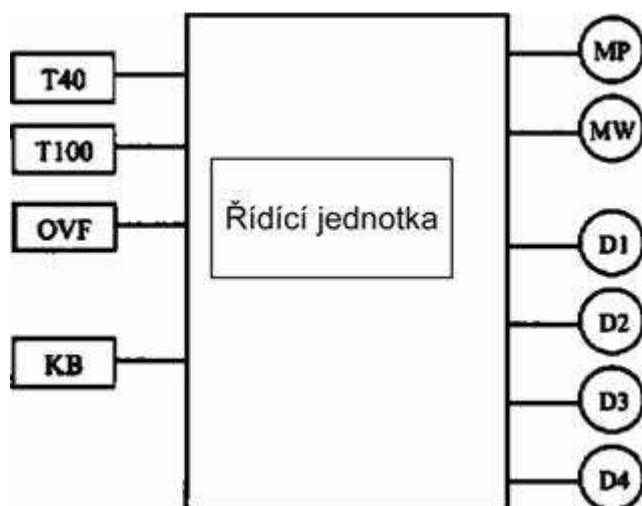 T40
T100
OVF
KB
Řídící jednotka
MP
MW
D1
D2
D3
D4